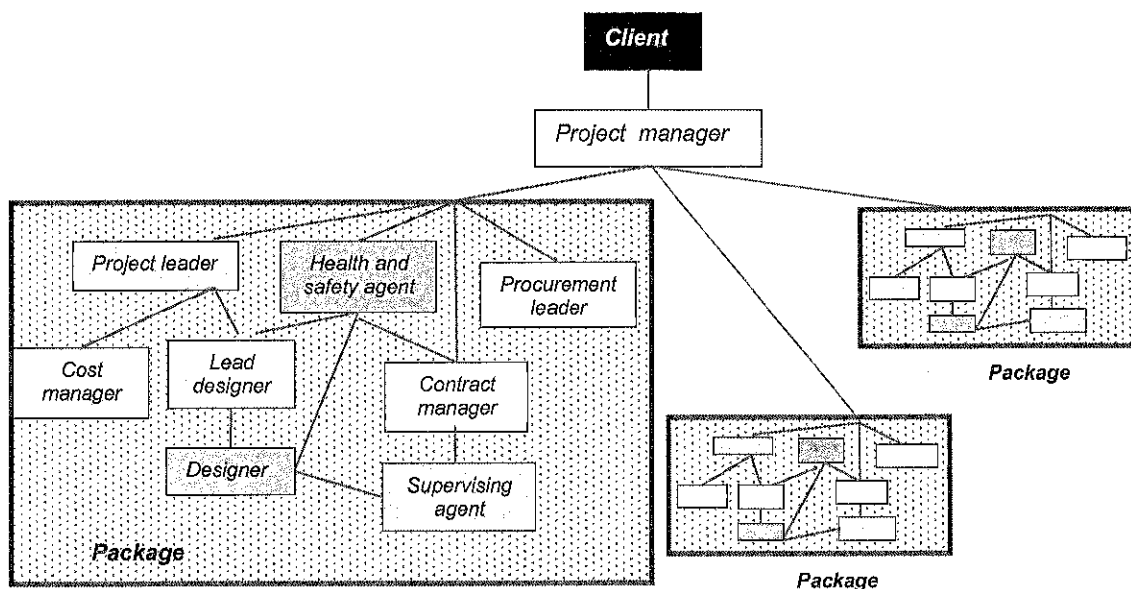 Client
Project manager
Project leader
Health and
safety agent
Procurement
leader
Cost
manager
Lead
designer
Contract
manager
Designer
Supervising
agent
Package
Package
Package